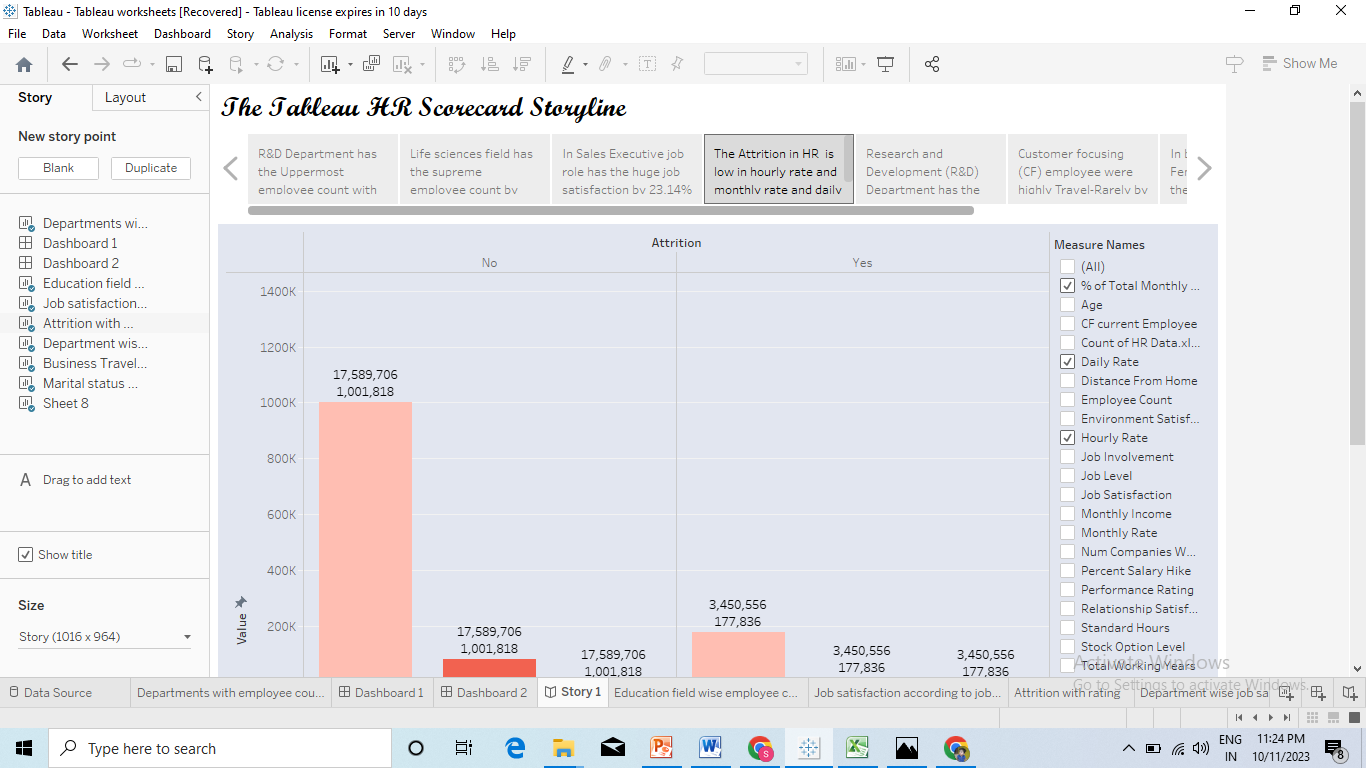 Tableau - Tableau worksheets [Recovered] - Tableau license expires in 10 days
File Data Worksheet Dashboard Story Analysis Format Server Window Help
Show Me
Story Layout
New story point
Blank Duplicate
Departments wi...
Dashboard 1
Dashboard 2
Education field ...
Job satisfaction...
Attrition with ...
Department wis...
Business Travel...
Marital status ...
Sheet 8
A Drag to add text
Show title
Size
Story (1016 x 964)
The Tableau HR Scorecard Storyline
R&D Department has
the Uppermost
employee count with
Life sciences field has
the supreme
employee count by
In Sales Executive job
role has the huge job
satisfaction by 23.14%
The Attrition in HR is
low in hourly rate and
monthly rate and daily
Research and
Development (R&D)
Department has the
Customer focusing
(CF) employee were
highly Travel-Rarely by
Attrition
No Yes
1400K
1200K
1000K
800K
600K
400K
200K
Value
17,589,706
1,001,818
17,589,706
1,001,818
17,589,706
1,001,818
3,450,556
177,836
3,450,556
177,836
3,450,556
177,836
Measure Names
(All)
% of Total Monthly ...
Age
CF current Employee
Count of HR Data.xl...
Daily Rate
Distance From Home
Employee Count
Environment Satisf...
Hourly Rate
Job Involvement
Job Level
Job Satisfaction
Monthly Income
Monthly Rate
Num Companies W...
Percent Salary Hike
Performance Rating
Relationship Satisf...
Standard Hours
Stock Option Level
Total Working Years
Activate Windows
Go to Settings to activate Windows.
Data Source Departments with employee cou... Dashboard 1 Dashboard 2 Story 1 Education field wise employee c... Job satisfaction according to job... Attrition with rating Department wise job sa
Type here to search
ENG
IN
11:24 PM
10/11/2023
8